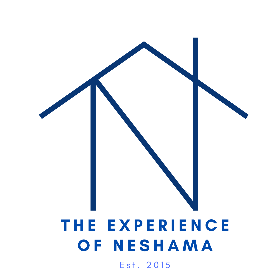 THE EXPERIENCE
OF NESHAMA
Est. 2015